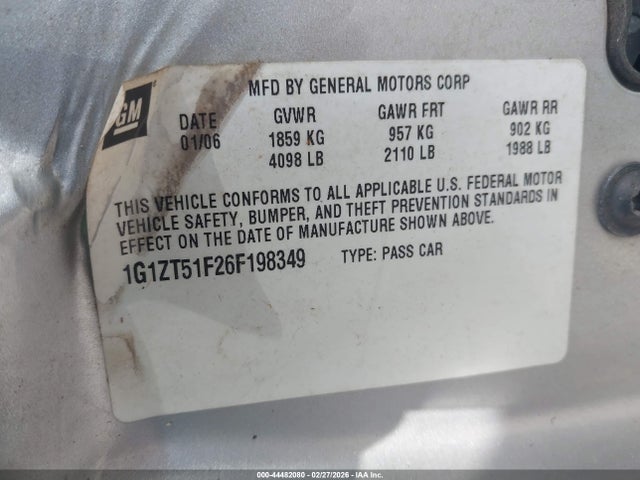 GM
MFD BY GENERAL MOTORS CORP
DATE GVWR GAWR FRT GAWR RR
01/06 1859 KG 957 KG 902 KG
4098 LB 2110 LB 1988 LB
THIS VEHICLE CONFORMS TO ALL APPLICABLE U.S. FEDERAL MOTOR
VEHICLE SAFETY, BUMPER, AND THEFT PREVENTION STANDARDS IN
EFFECT ON THE DATE OF MANUFACTURE SHOWN ABOVE.
1G1ZT51F26F198349 TYPE: PASS CAR
000-44482080 - 02/27/2026 - IAA Inc.